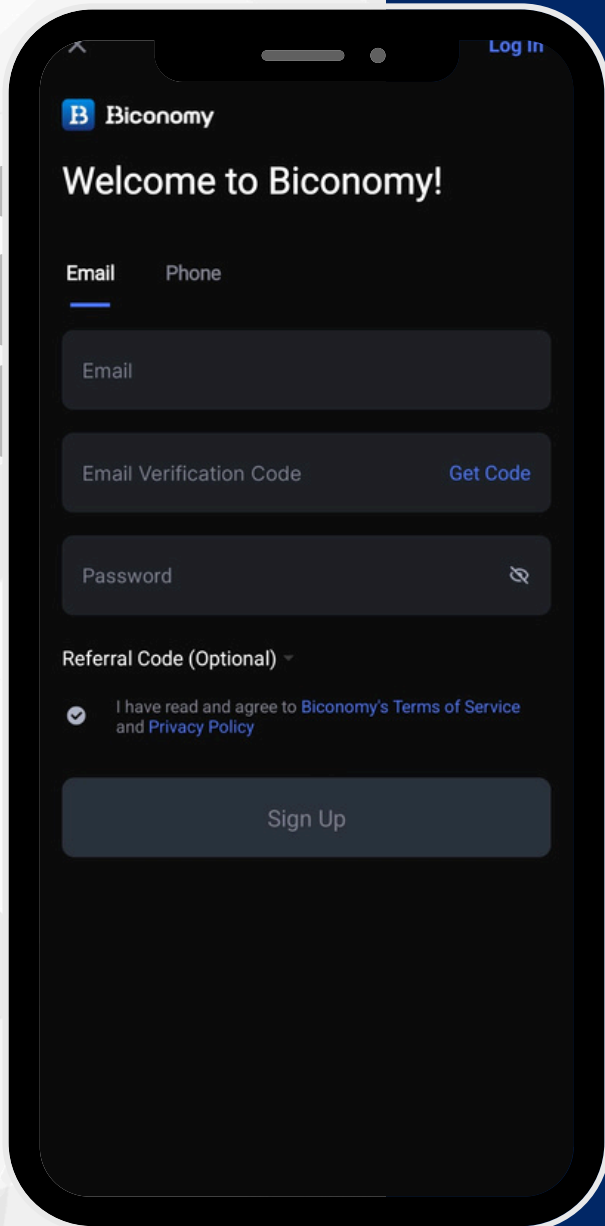 Log In
Biconomy
Welcome to Biconomy!
Email Phone
Email
Email Verification Code Get Code
Password
Referral Code (Optional)
I have read and agree to Biconomy's Terms of Service
and Privacy Policy
Sign Up